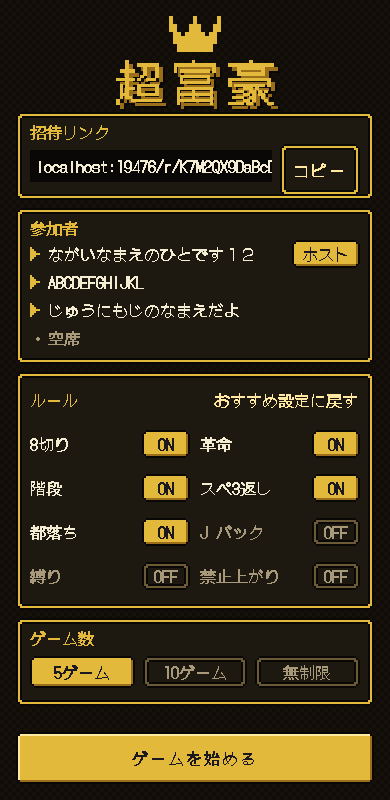 超富豪
招待リンク
localhost:19476/r/K7M2QX9DaBc
コピー
参加者
ながいなまえのひとです12 ホスト
ABCDEFGHIJKL
じゅうにもじのなまえだよ
・空席
ルール おすすめ設定に戻す
8切り ON 革命 ON
階段 ON スペ3返し ON
都落ち ON Jバック OFF
縛り OFF 禁止上がり OFF
ゲーム数
5ゲーム 10ゲーム 無制限
ゲームを始める